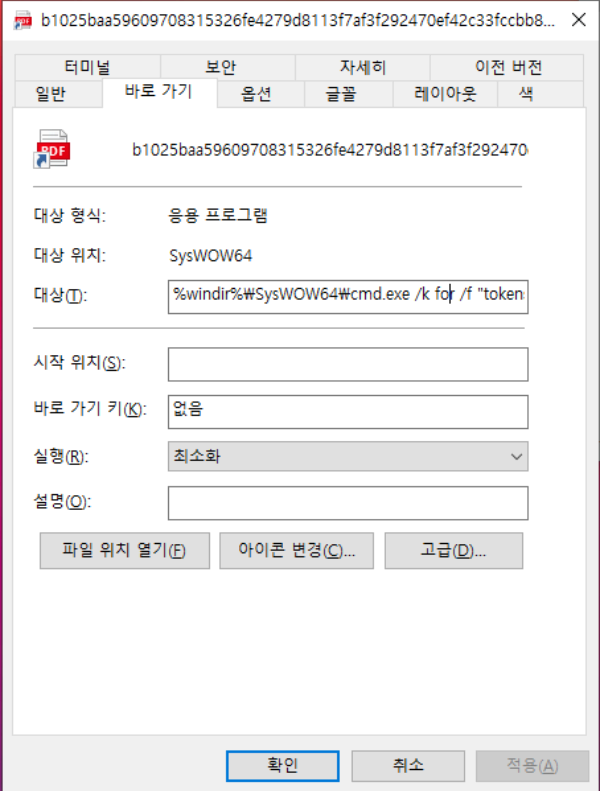 b1025baa59609708315326fe4279d8113f7af3f292470ef42c33fccbb8...
터미널 보안 자세히 이전 버전
일반 바로 가기 옵션 글꼴 레이아웃 색
PDF
b1025baa59609708315326fe4279d8113f7af3f292470
대상 형식: 응용 프로그램
대상 위치: SysWOW64
대상(T): %windir%₩SysWOW64₩cmd.exe /k for /f "token
시작 위치(S):
바로 가기 키(K): 없음
실행(R): 최소화
설명(O):
파일 위치 열기(F) 아이콘 변경(C)... 고급(D)...
확인 취소 적용(A)